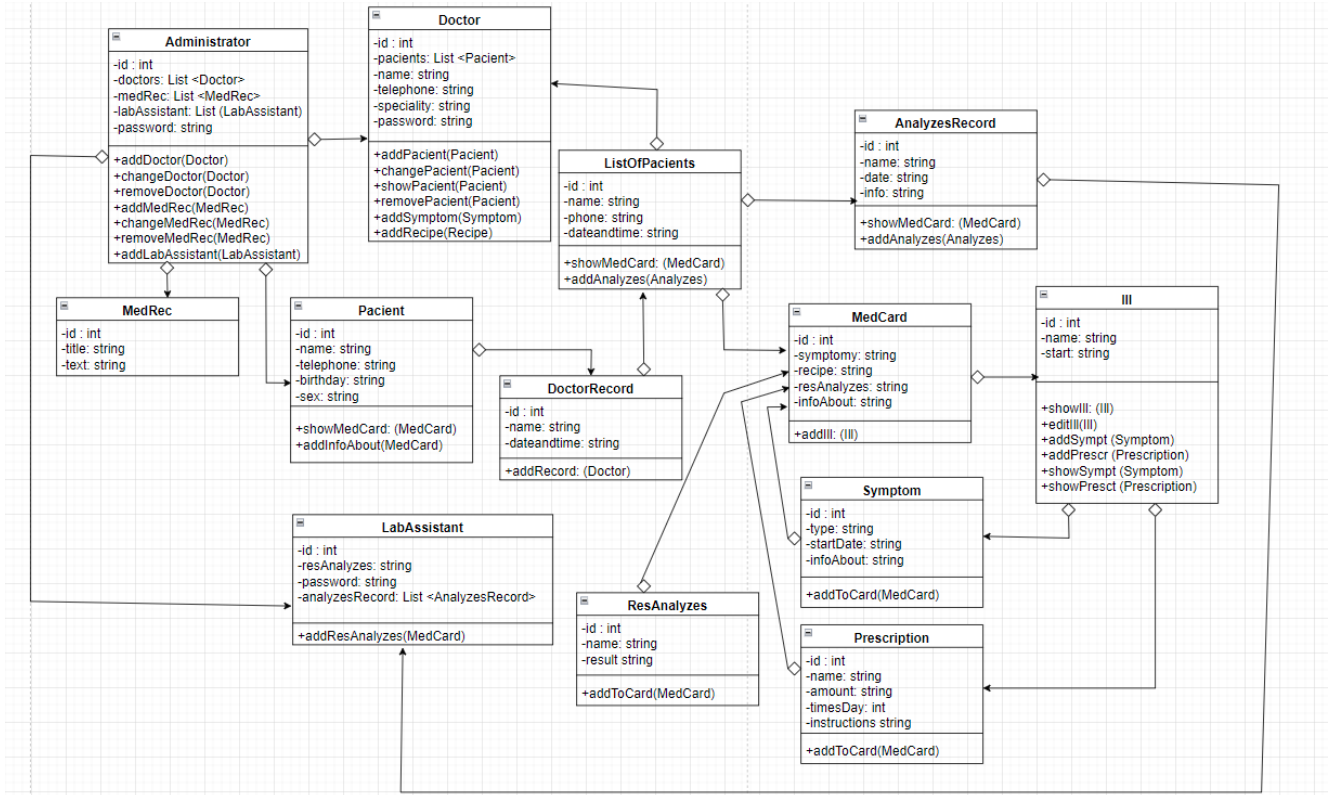 Administrator
-id : int
-doctors: List <Doctor>
-medRec: List <MedRec>
-labAssistant: List (LabAssistant)
-password: string
+addDoctor(Doctor)
+changeDoctor(Doctor)
+removeDoctor(Doctor)
+addMedRec(MedRec)
+changeMedRec(MedRec)
+removeMedRec(MedRec)
+addLabAssistant(LabAssistant)
Doctor
-id : int
-pacients: List <Pacient>
-name: string
-telephone: string
-speciality: string
-password: string
+addPacient(Pacient)
+changePacient(Pacient)
+showPacient(Pacient)
+removePacient(Pacient)
+addSymptom(Symptom)
+addRecipe(Recipe)
ListOfPacients
-id : int
-name: string
-phone: string
-dateandtime: string
+showMedCard: (MedCard)
+addAnalyzes(Analyzes)
AnalyzesRecord
-id : int
-name: string
-date: string
-info: string
+showMedCard: (MedCard)
+addAnalyzes(Analyzes)
MedRec
-id : int
-title: string
-text: string
Pacient
-id : int
-name: string
-telephone: string
-birthday: string
-sex: string
+showMedCard: (MedCard)
+addInfoAbout(MedCard)
DoctorRecord
-id : int
-name: string
-dateandtime: string
+addRecord: (Doctor)
MedCard
-id : int
-symptomy: string
-recipe: string
-resAnalyzes: string
-infoAbout: string
+addIll: (Ill)
Ill
-id : int
-name: string
-start: string
+showIll: (Ill)
+editIll(Ill)
+addSympt (Symptom)
+addPrescr (Prescription)
+showSympt (Symptom)
+showPresct (Prescription)
LabAssistant
-id : int
-resAnalyzes: string
-password: string
-analyzesRecord: List <AnalyzesRecord>
+addResAnalyzes(MedCard)
ResAnalyzes
-id : int
-name: string
-result string
+addToCard(MedCard)
Symptom
-id : int
-type: string
-startDate: string
-infoAbout: string
+addToCard(MedCard)
Prescription
-id : int
-name: string
-amount: string
-timesDay: int
-instructions string
+addToCard(MedCard)